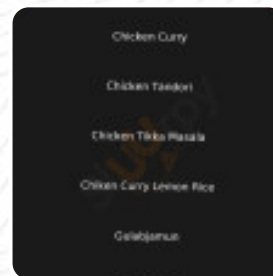 Chicken Curry
Chicken Tandori
Chicken Tikka Masala
Chiken Curry Lemon Rice
Gulabjamun